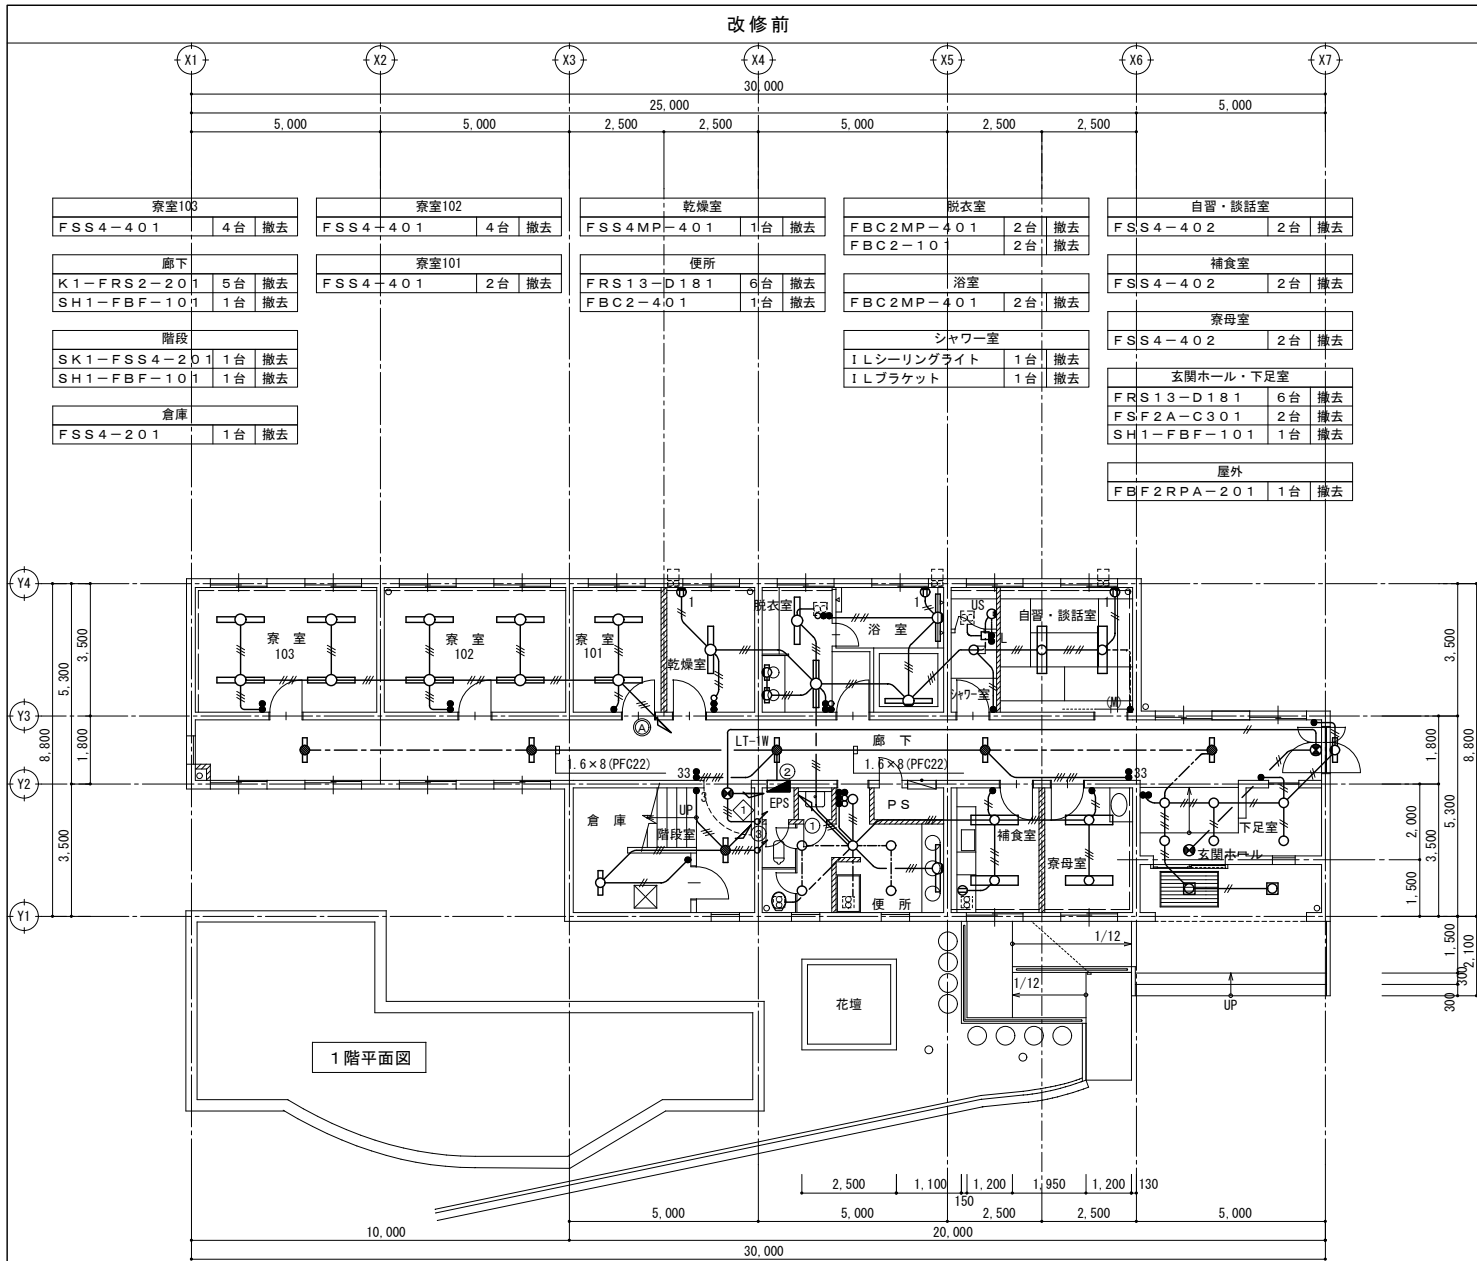 改修前
X1 X2 X3 X4 X5 X6 X7
30,000
25,000 5,000
5,000 5,000 2,500 2,500 5,000 2,500 2,500
寮室103
FSS4-401 4台 撤去
廊下
K1-FRS2-201 5台 撤去
SH1-FBF-101 1台 撤去
階段
SK1-FSS4-201 1台 撤去
SH1-FBF-101 1台 撤去
倉庫
FSS4-201 1台 撤去
寮室102
FSS4-401 4台 撤去
寮室101
FSS4-401 2台 撤去
乾燥室
FSS4MP-401 1台 撤去
便所
FRS13-D181 6台 撤去
FBC2-401 1台 撤去
脱衣室
FBC2MP-401 2台 撤去
FBC2-101 2台 撤去
浴室
FBC2MP-401 2台 撤去
シャワー室
ILシーリングライト 1台 撤去
ILブラケット 1台 撤去
自習・談話室
FSS4-402 2台 撤去
補食室
FSS4-402 2台 撤去
寮母室
FSS4-402 2台 撤去
玄関ホール・下足室
FRS13-D181 6台 撤去
FSF2A-C301 2台 撤去
SH1-FBF-101 1台 撤去
屋外
FBF2RPA-201 1台 撤去
Y4
Y3
Y2
Y1
8,800
5,300
3,500
3,500
1,800
寮室
103
寮室
102
寮室
101
乾燥室
1
脱衣室
浴室
1
US
L
シャワー室
自習・談話室
1
(M)
A
LT-1W
廊下
1.6×8(PFC22)
1.6×8(PFC22)
33
33
3
2
1
3
1
倉庫
UP
階段室
EPS
PS
便所
補食室
寮母室
下足室
玄関ホール
3,500
1,800
5,300
8,800
2,000
3,500
1,500
1,500
2,100
300
300
1/12
1/12
UP
花壇
1階平面図
2,500 1,100 150 1,200 1,950 1,200 130
5,000 5,000 2,500 2,500 5,000
10,000 20,000
30,000